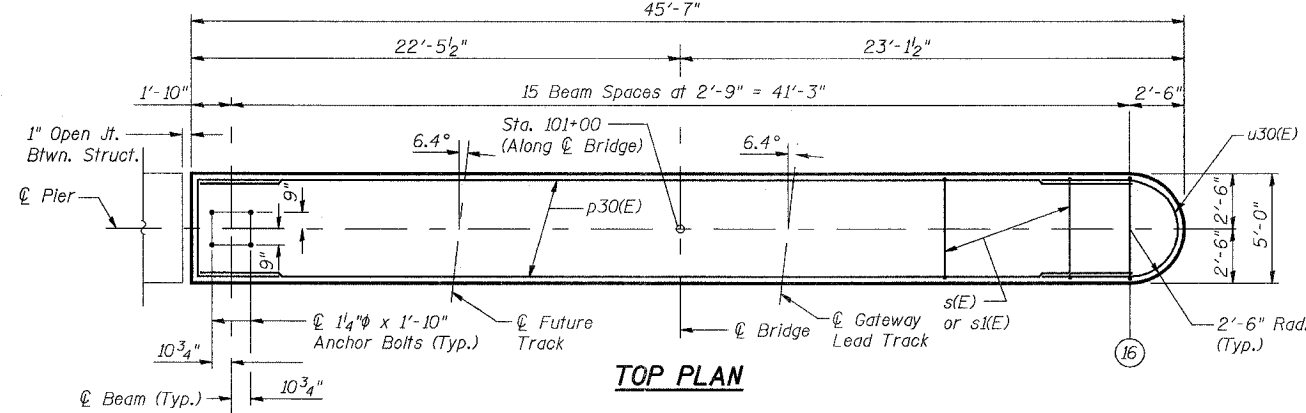 45'-7"
22'-5½"
23'-1½"
1'-10"
15 Beam Spaces at 2'-9" = 41'-3"
2'-6"
1" Open Jt.
Btwn. Struct.
6.4°
Sta. 101+00
(Along ℄ Bridge)
6.4°
u30(E)
℄ Pier
9"
9"
p30(E)
2'-6"
2'-6"
5'-0"
s(E)
or s1(E)
℄ 1¼"ϕ x 1'-10"
Anchor Bolts (Typ.)
℄ Future
Track
℄ Bridge
℄ Gateway
Lead Track
2'-6" Rad.
(Typ.)
16
10¾"
10¾"
℄ Beam (Typ.)
TOP PLAN